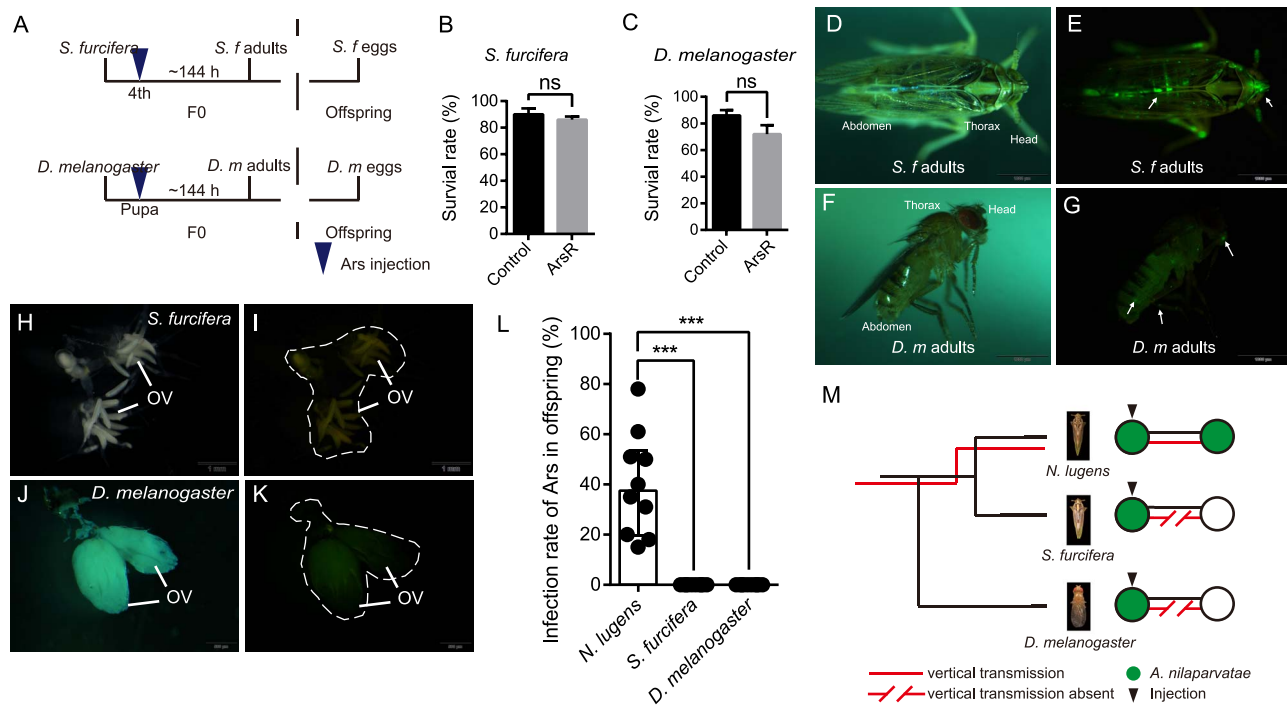 A
S. furcifera
S. f adults
S. f eggs
~144 h
4th
F0
Offspring
D. melanogaster
D. m adults
D. m eggs
~144 h
Pupa
F0
Offspring
Ars injection
B
S. furcifera
ns
Survial rate (%)
100
80
60
40
20
0
Control
ArsR
C
D. melanogaster
ns
Survial rate (%)
100
80
60
40
20
0
Control
ArsR
D
Abdomen
Thorax
Head
S. f adults
E
S. f adults
F
Thorax
Head
Abdomen
D. m adults
G
D. m adults
H
S. furcifera
OV
1 mm
I
OV
1 mm
J
D. melanogaster
OV
K
OV
L
Infection rate of Ars in offspring (%)
100
80
60
40
20
0
***
***
N. lugens
S. furcifera
D. melanogaster
M
N. lugens
S. furcifera
D. melanogaster
vertical transmission
A. nilaparvatae
vertical transmission absent
Injection